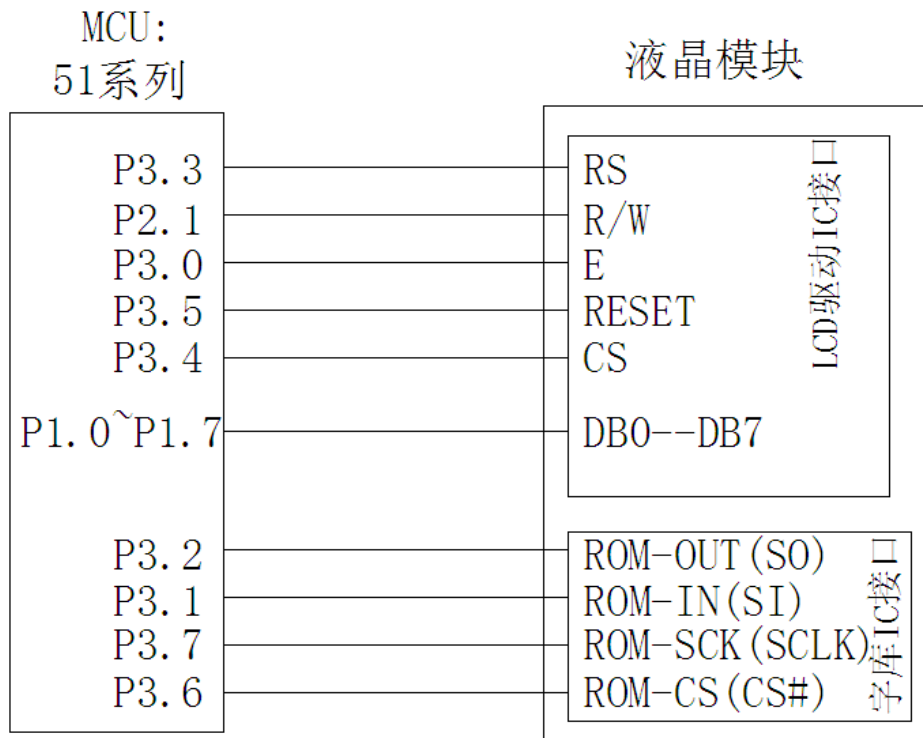 MCU:
51系列
P3.3
P2.1
P3.0
P3.5
P3.4
P1.0~P1.7
P3.2
P3.1
P3.7
P3.6
液晶模块
RS
R/W
E
RESET
CS
DB0--DB7
LCD驱动IC接口
ROM-OUT(SO)
ROM-IN(SI)
ROM-SCK(SCLK)
ROM-CS(CS#)
字库IC接口